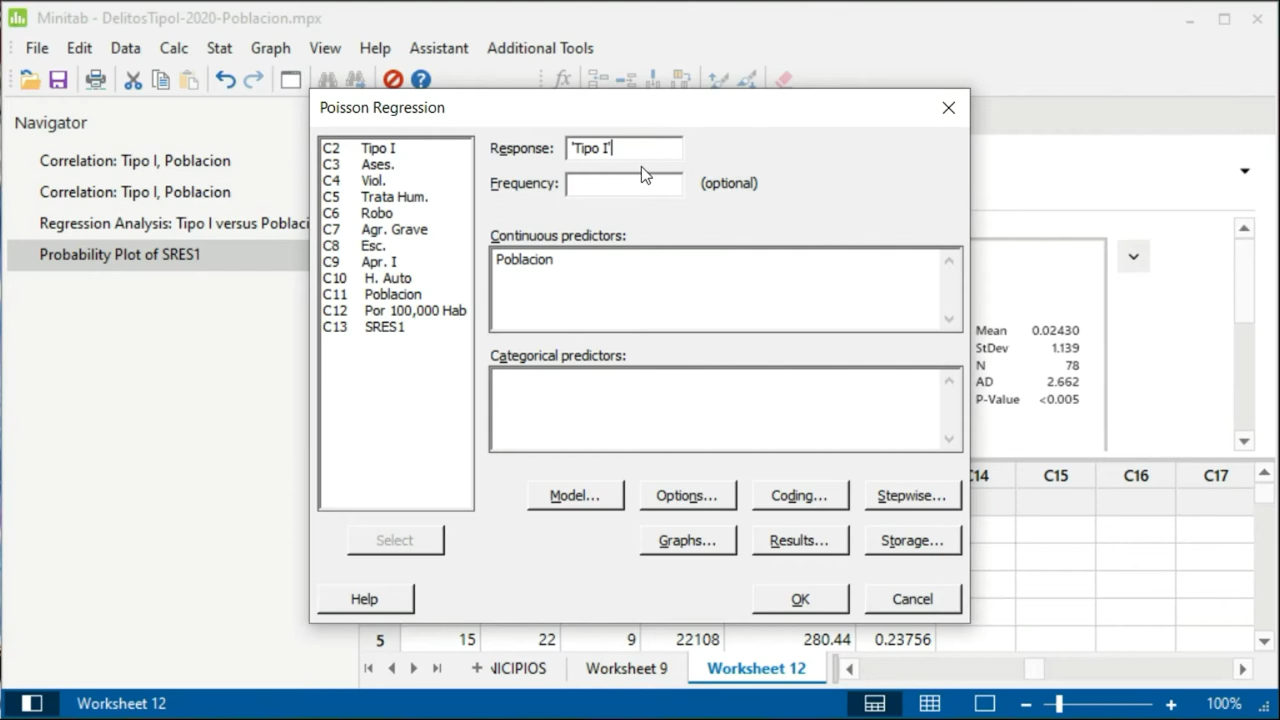 Minitab - DelitosTipoI-2020-Poblacion.mpx
File Edit Data Calc Stat Graph View Help Assistant Additional Tools
Poisson Regression
Navigator
Correlation: Tipo I, Poblacion
Correlation: Tipo I, Poblacion
Regression Analysis: Tipo I versus Poblaci
Probability Plot of SRES1
C2 Tipo I
C3 Ases.
C4 Viol.
C5 Trata Hum.
C6 Robo
C7 Agr. Grave
C8 Esc.
C9 Apr. I
C10 H. Auto
C11 Poblacion
C12 Por 100,000 Hab
C13 SRES1
Response: 'Tipo I'
Frequency: (optional)
Continuous predictors:
Poblacion
Categorical predictors:
Model... Options... Coding... Stepwise...
Select Graphs... Results... Storage...
Help OK Cancel
Mean 0.02430
StDev 1.139
N 78
AD 2.662
P-Value <0.005
C14 C15 C16 C17
5 15 22 9 22108 280.44 0.23756
+ NICIPIOS Worksheet 9 Worksheet 12
Worksheet 12 100%